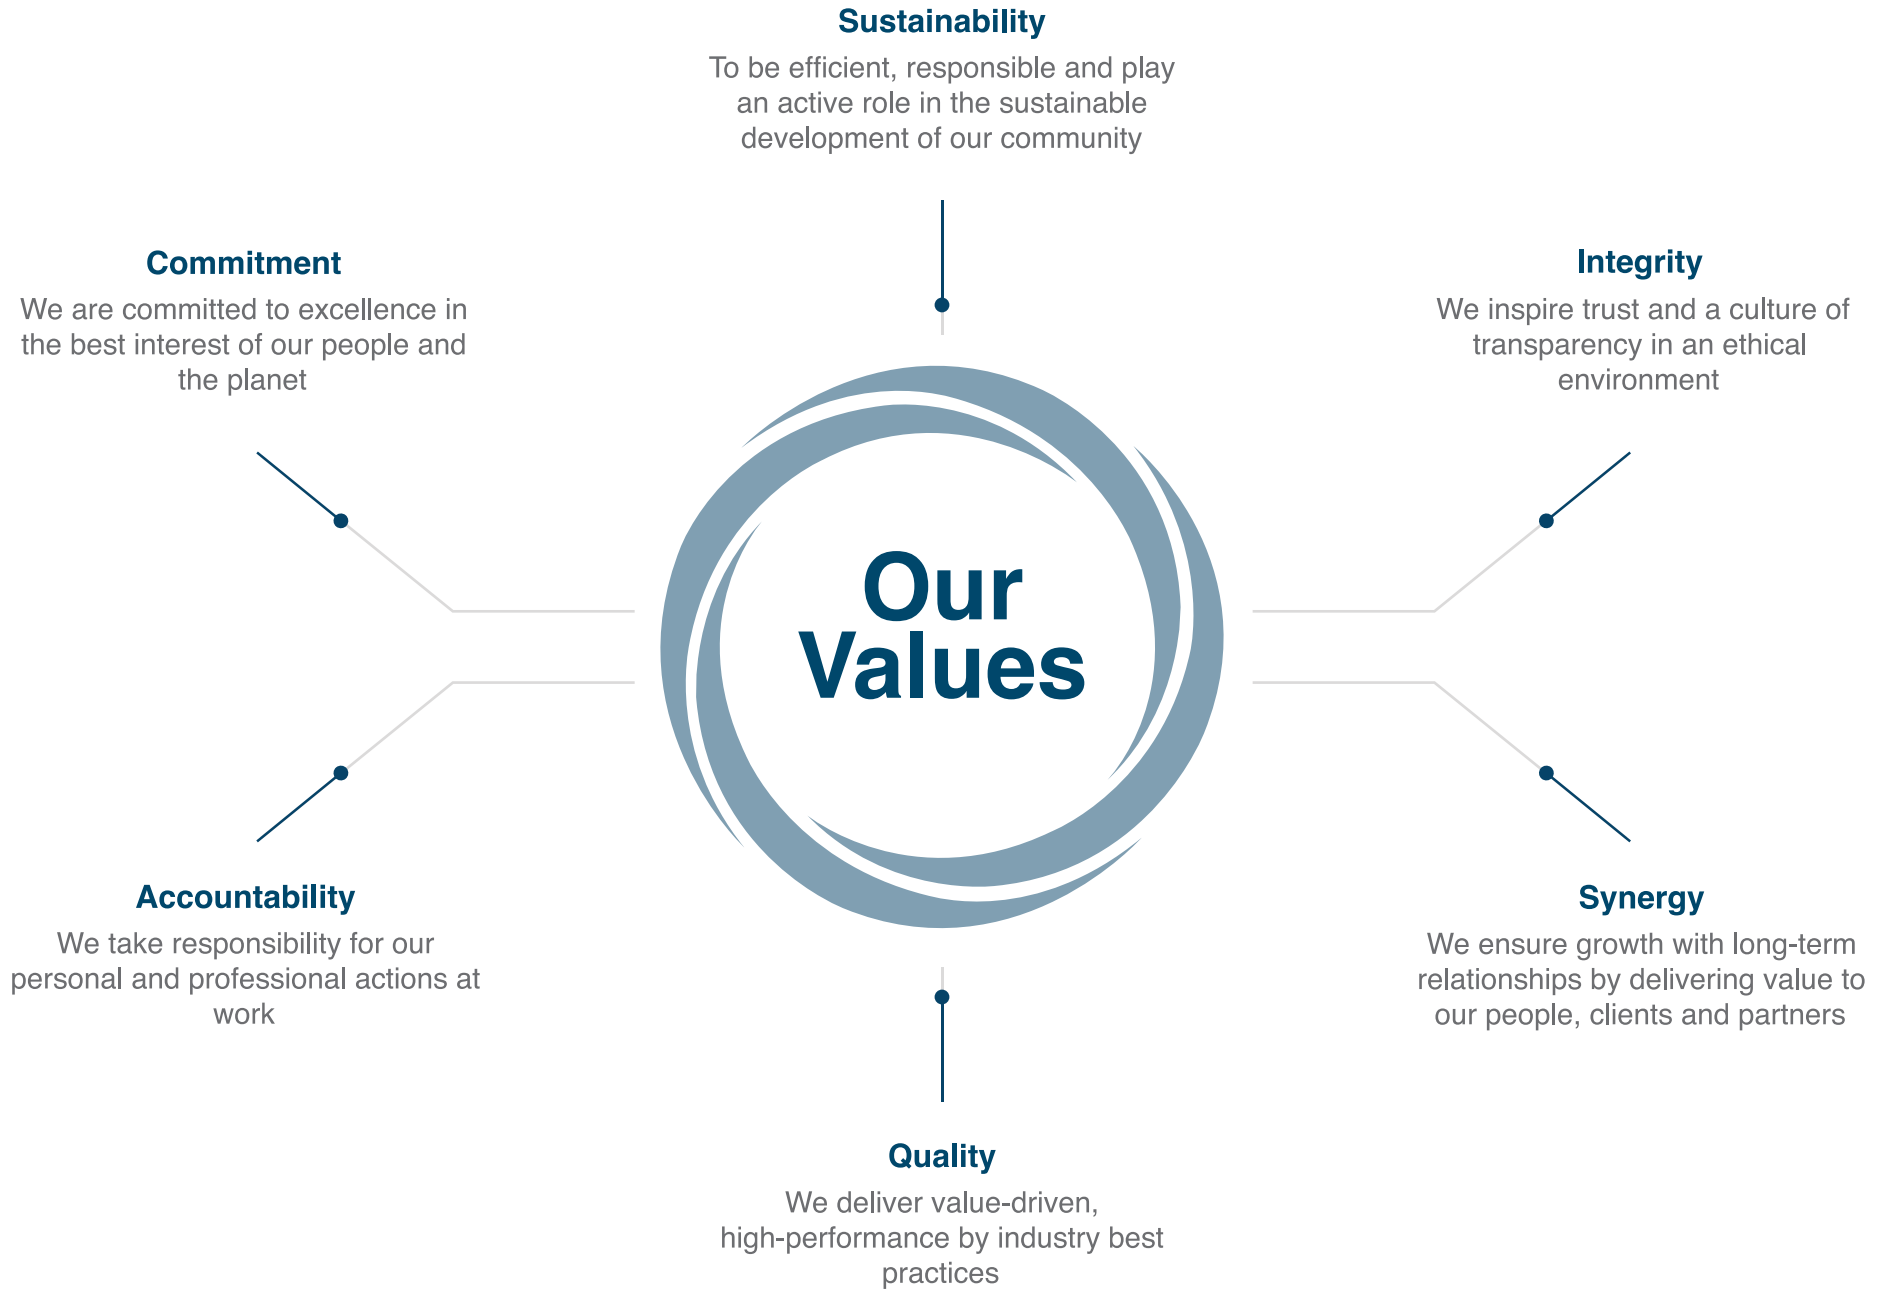 Sustainability
To be efficient, responsible and play
an active role in the sustainable
development of our community
Commitment
We are committed to excellence in
the best interest of our people and
the planet
Integrity
We inspire trust and a culture of
transparency in an ethical
environment
Our
Values
Accountability
We take responsibility for our
personal and professional actions at
work
Synergy
We ensure growth with long-term
relationships by delivering value to
our people, clients and partners
Quality
We deliver value-driven,
high-performance by industry best
practices